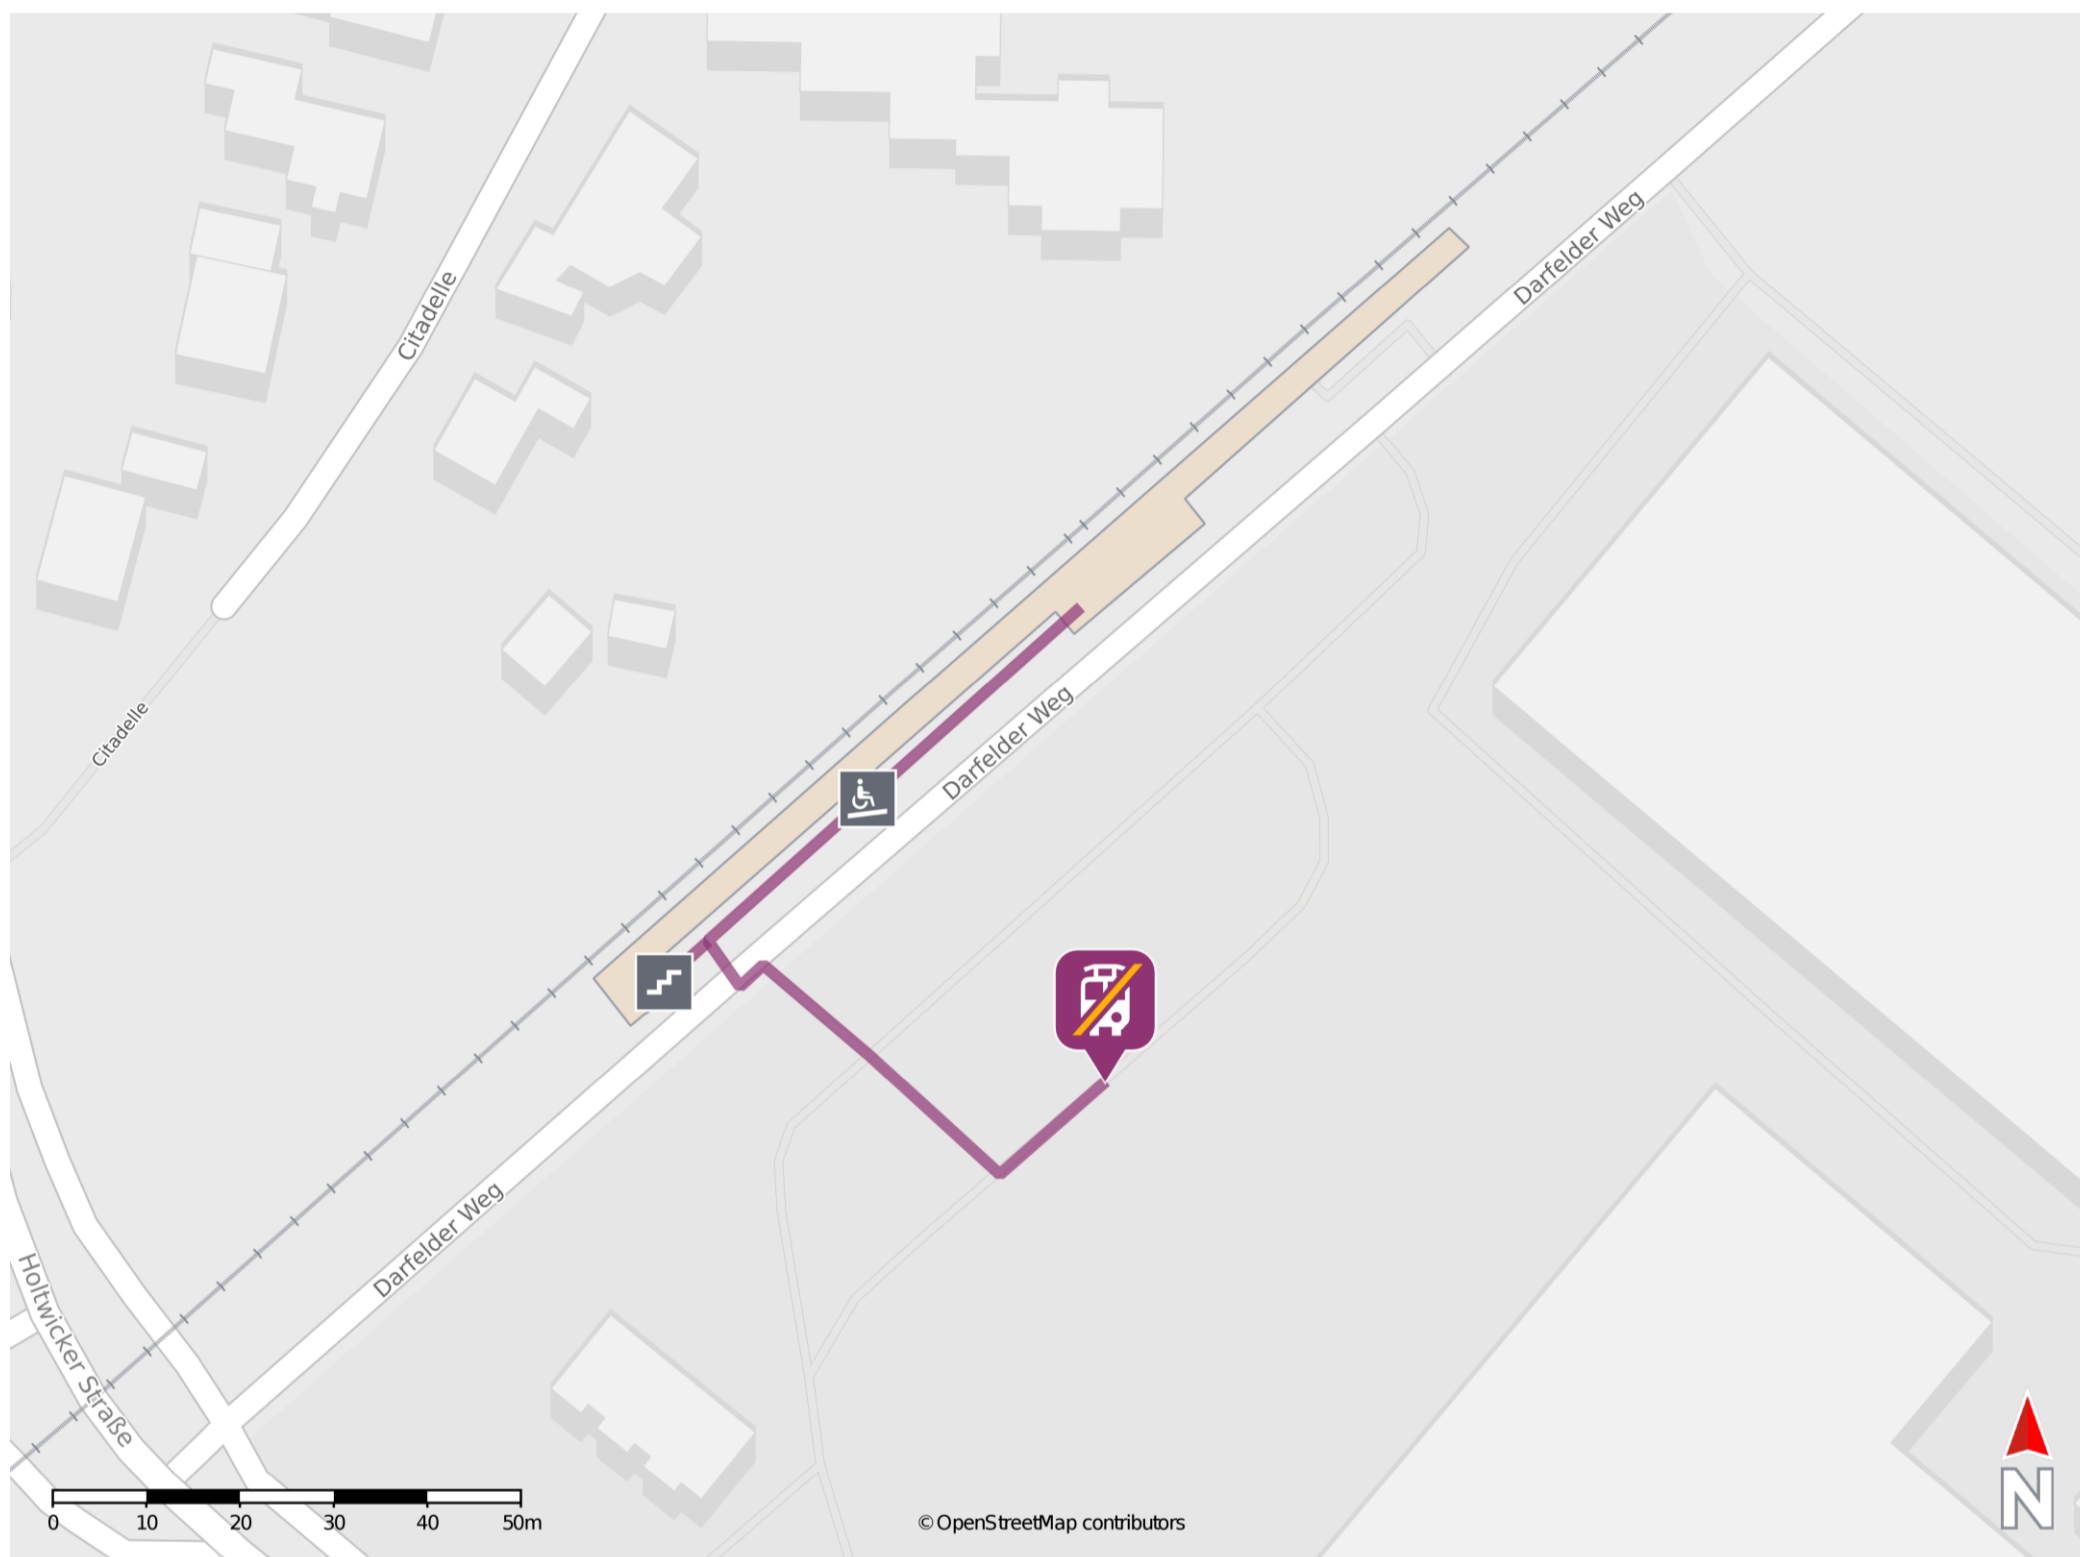 Darfelder Weg
Citadelle
Citadelle
Darfelder Weg
Darfelder Weg
Holtwicker Straße
0 10 20 30 40 50m
© OpenStreetMap contributors
N